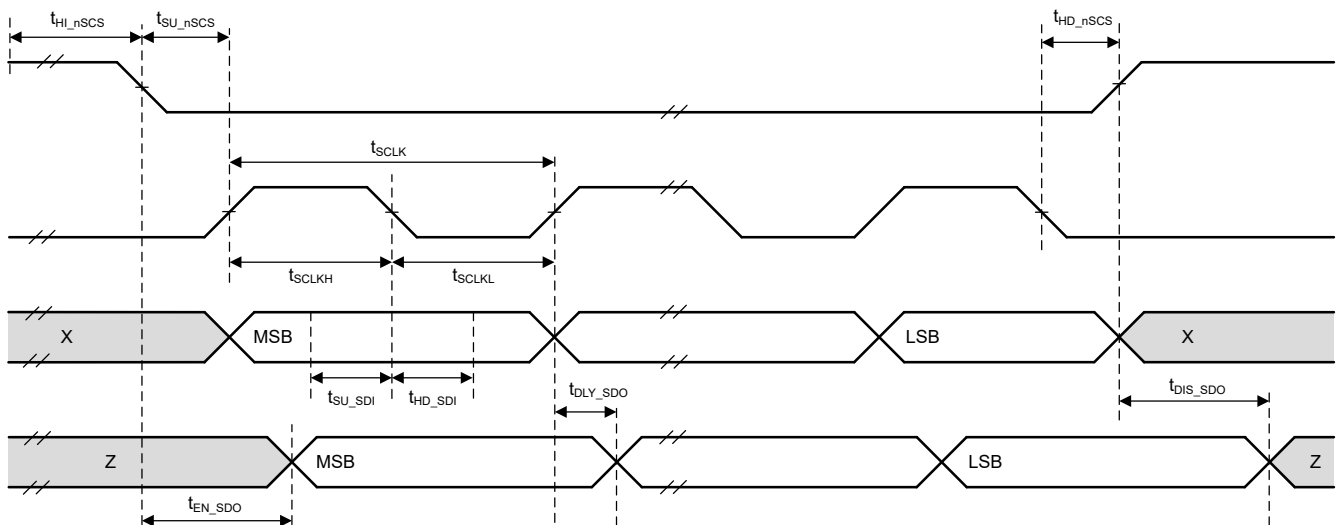 tHI_nSCS
tSU_nSCS
tHD_nSCS
tSCLK
tSCLKH
tSCLKL
X
MSB
LSB
X
tSU_SDI
tHD_SDI
tDLY_SDO
tDIS_SDO
Z
MSB
LSB
Z
tEN_SDO